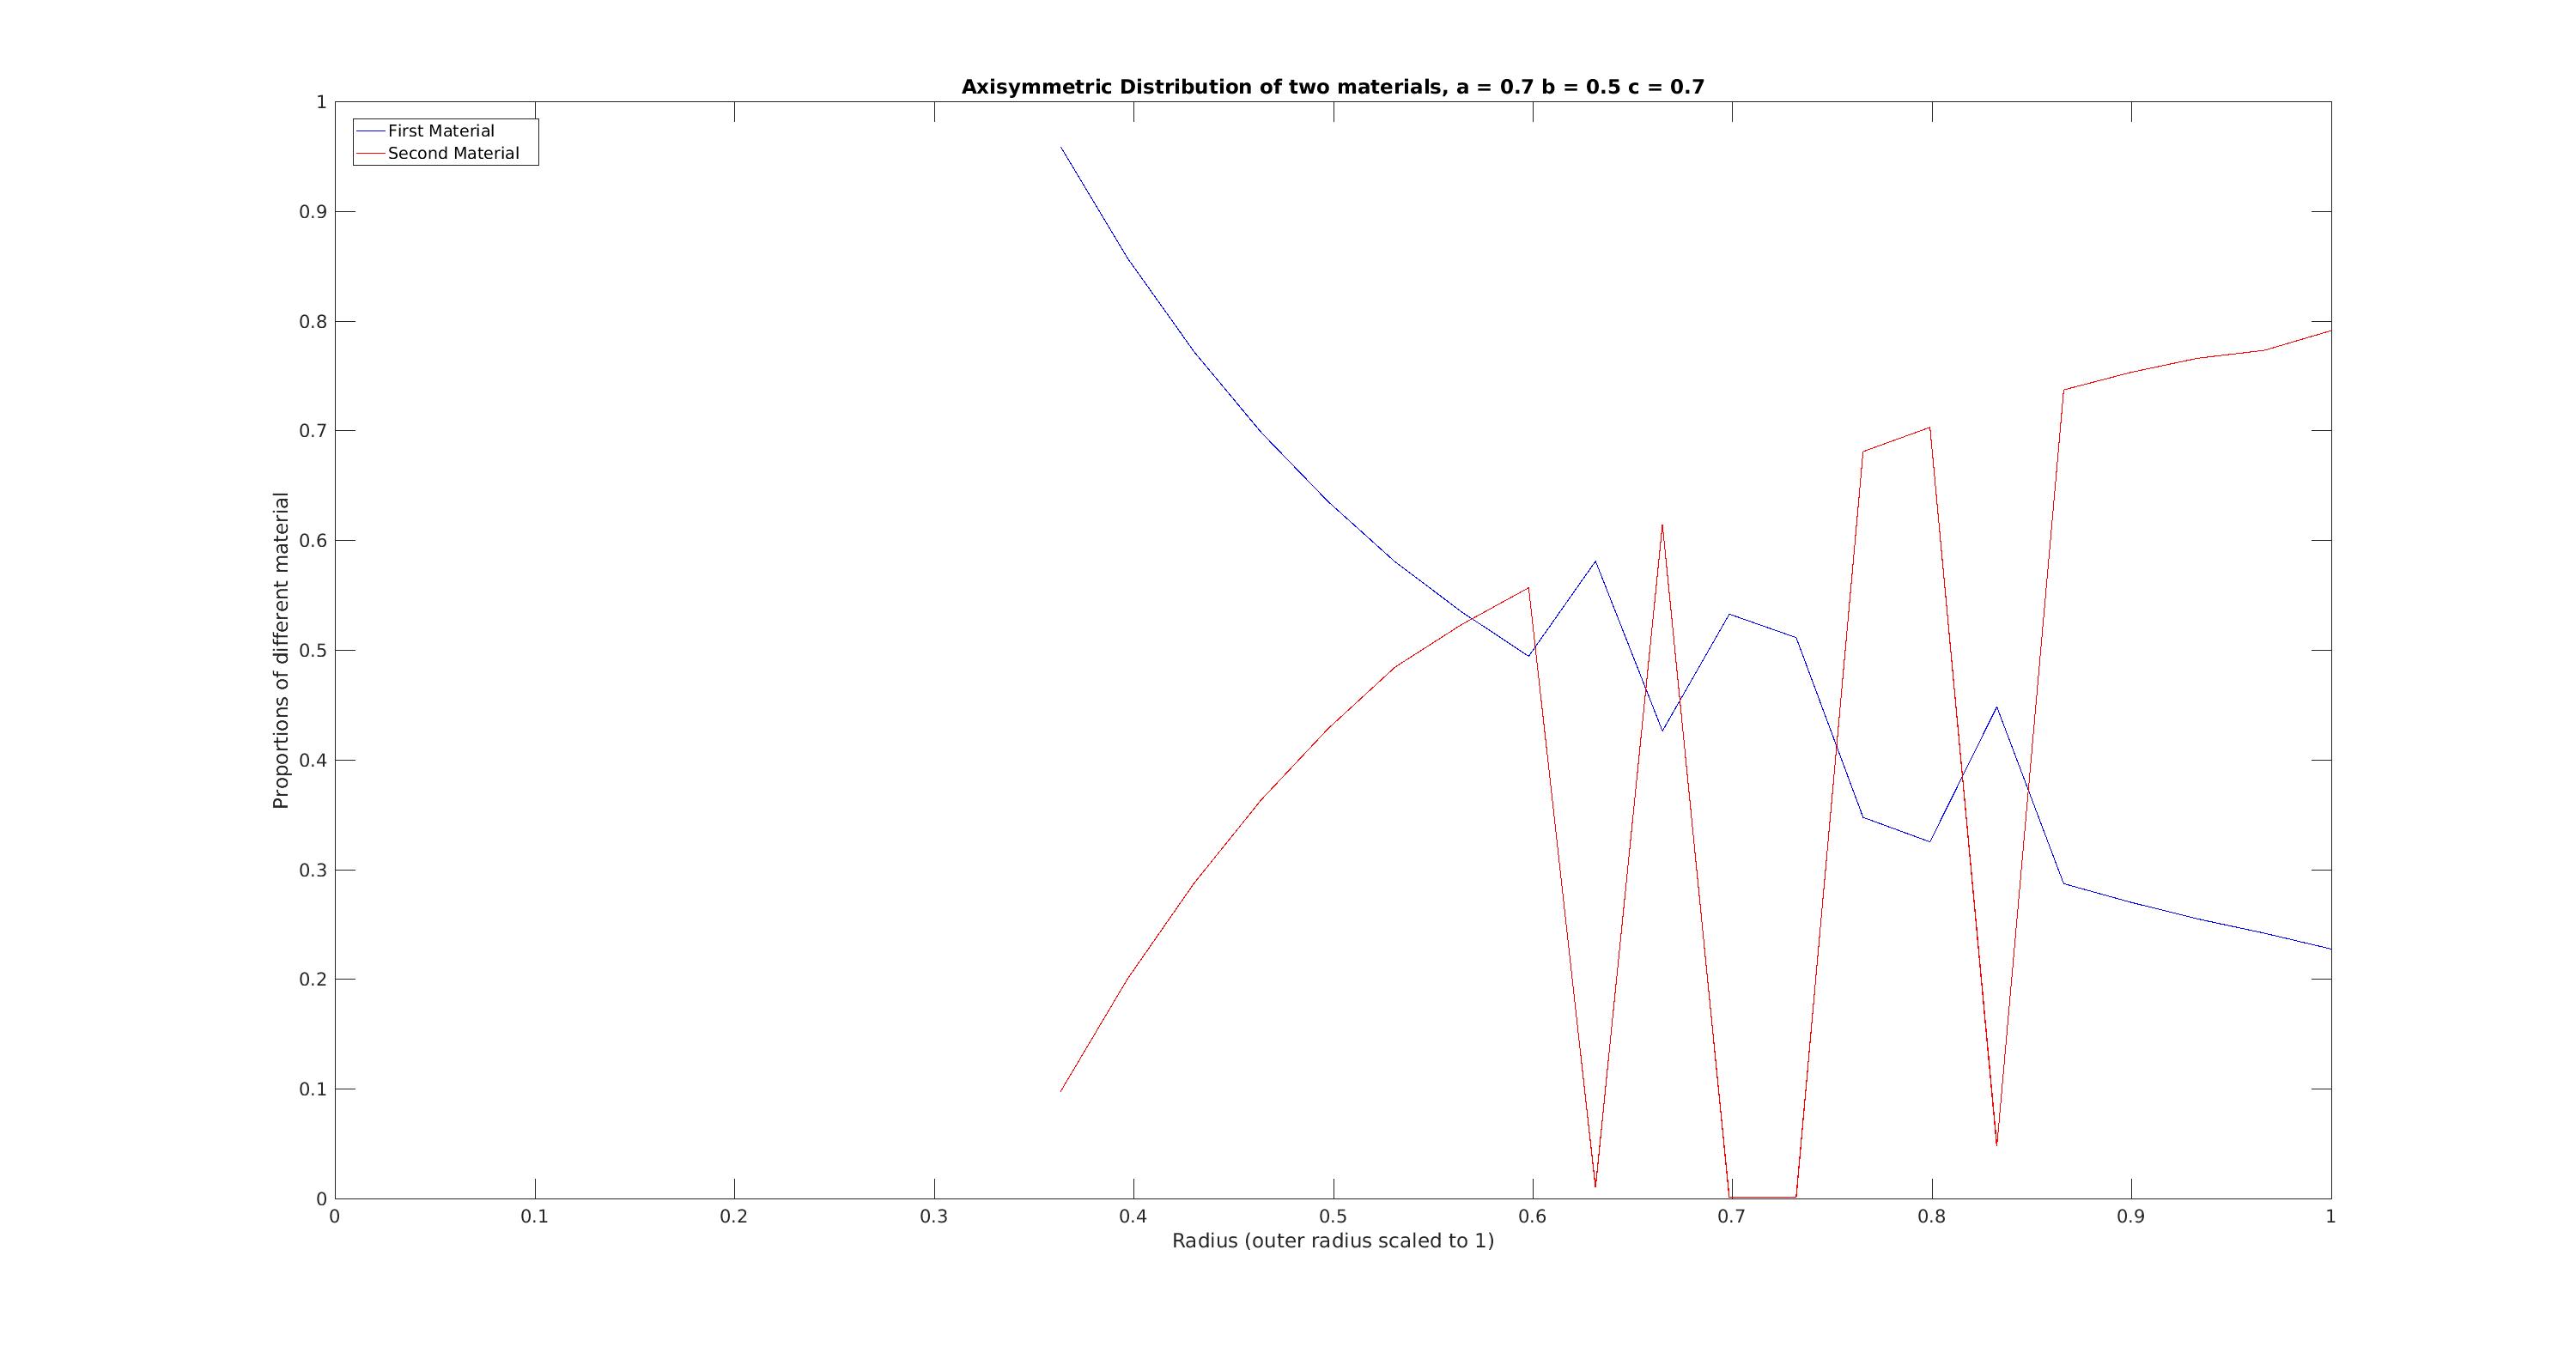 Axisymmetric Distribution of two materials, a = 0.7 b = 0.5 c = 0.7
First Material
Second Material
Proportions of different material
1
0.9
0.8
0.7
0.6
0.5
0.4
0.3
0.2
0.1
0
0 0.1 0.2 0.3 0.4 0.5 0.6 0.7 0.8 0.9 1
Radius (outer radius scaled to 1)